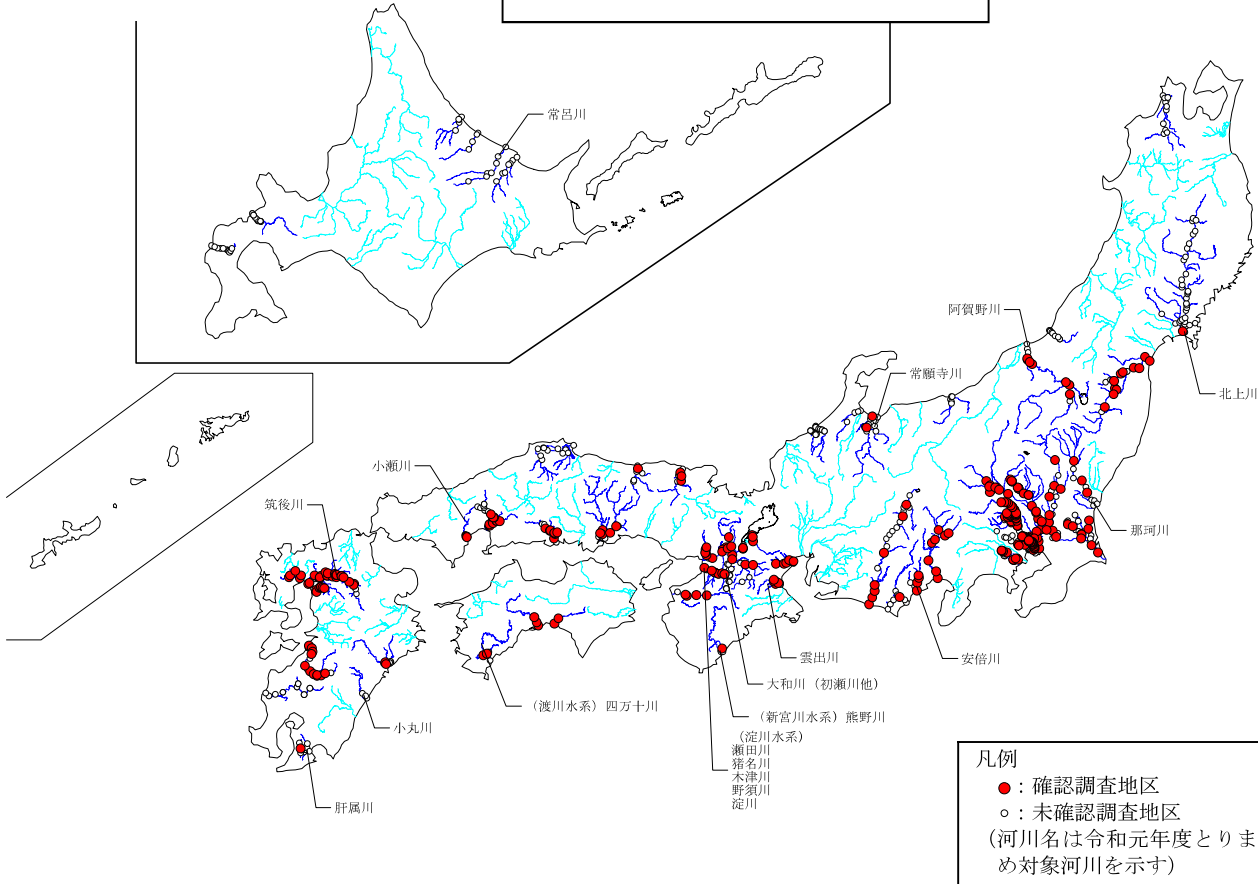 常呂川
阿賀野川
常願寺川
北上川
小瀬川
筑後川
那珂川
雲出川
安倍川
大和川（初瀬川他）
（渡川水系）四万十川
（新宮川水系）熊野川
小丸川
（淀川水系）
瀬田川
猪名川
木津川
野須川
淀川
肝属川
凡例
●：確認調査地区
○：未確認調査地区
（河川名は令和元年度とりま
め対象河川を示す）